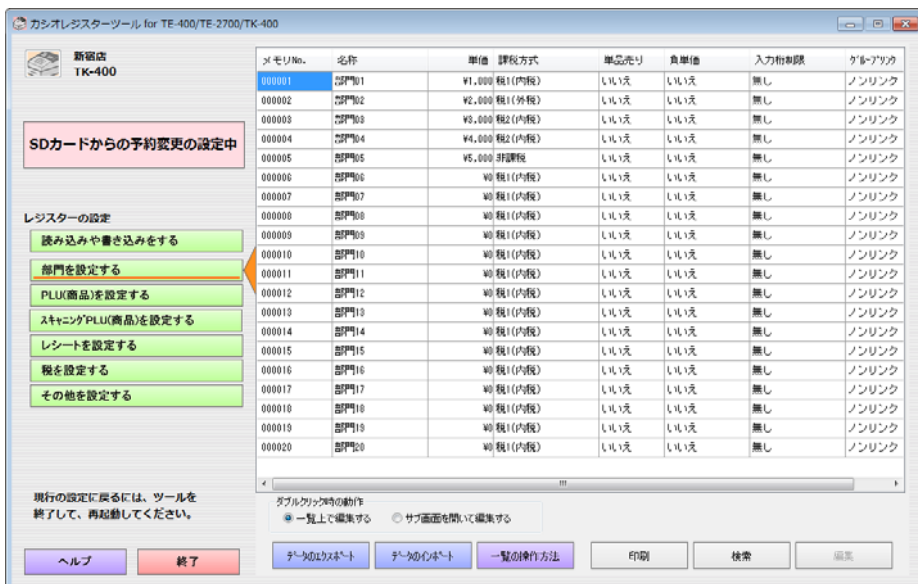 カシオレジスターツール for TE-400/TE-2700/TK-400
新宿店
TK-400
SDカードからの予約変更の設定中
レジスターの設定
読み込みや書き込みをする
部門を設定する
PLU(商品)を設定する
スキャニングPLU(商品)を設定する
レシートを設定する
税を設定する
その他を設定する
現行の設定に戻るには、ツールを
終了して、再起動してください。
ヘルプ 終了
メモリNo. 名称 単価 課税方式 単品売り 負単価 入力桁制限 グループリンク
000001 部門01 ¥1,000 税1(内税) いいえ いいえ 無し ノンリンク
000002 部門02 ¥2,000 税1(外税) いいえ いいえ 無し ノンリンク
000003 部門03 ¥3,000 税2(内税) いいえ いいえ 無し ノンリンク
000004 部門04 ¥4,000 税2(内税) いいえ いいえ 無し ノンリンク
000005 部門05 ¥5,000 非課税 いいえ いいえ 無し ノンリンク
000006 部門06 ¥0 税1(内税) いいえ いいえ 無し ノンリンク
000007 部門07 ¥0 税1(内税) いいえ いいえ 無し ノンリンク
000008 部門08 ¥0 税1(内税) いいえ いいえ 無し ノンリンク
000009 部門09 ¥0 税1(内税) いいえ いいえ 無し ノンリンク
000010 部門10 ¥0 税1(内税) いいえ いいえ 無し ノンリンク
000011 部門11 ¥0 税1(内税) いいえ いいえ 無し ノンリンク
000012 部門12 ¥0 税1(内税) いいえ いいえ 無し ノンリンク
000013 部門13 ¥0 税1(内税) いいえ いいえ 無し ノンリンク
000014 部門14 ¥0 税1(内税) いいえ いいえ 無し ノンリンク
000015 部門15 ¥0 税1(内税) いいえ いいえ 無し ノンリンク
000016 部門16 ¥0 税1(内税) いいえ いいえ 無し ノンリンク
000017 部門17 ¥0 税1(内税) いいえ いいえ 無し ノンリンク
000018 部門18 ¥0 税1(内税) いいえ いいえ 無し ノンリンク
000019 部門19 ¥0 税1(内税) いいえ いいえ 無し ノンリンク
000020 部門20 ¥0 税1(内税) いいえ いいえ 無し ノンリンク
ダブルクリック時の動作
一覧上で編集する サブ画面を開いて編集する
データのエクスポート データのインポート 一覧の操作方法 印刷 検索 編集